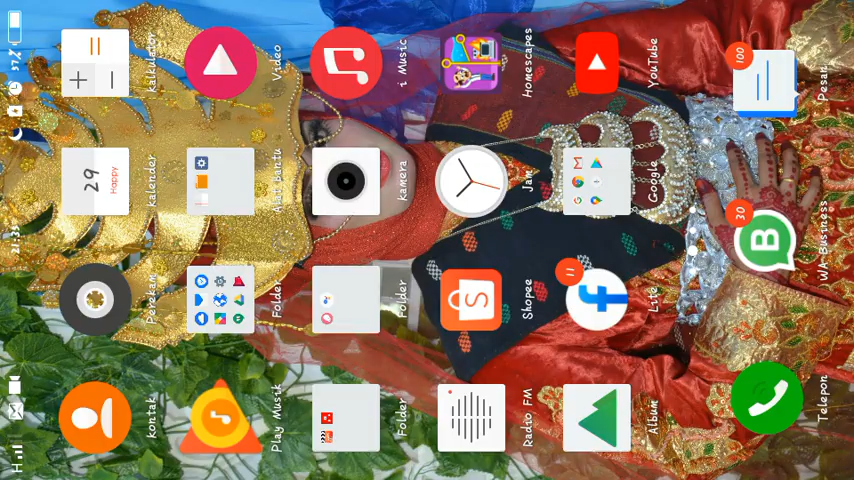 H 37%
29
Happy
kontak Perekam kalender kalkulator
Play Musik Folder Alat bantu Video
Folder Folder kamera i Music
11
Radio FM Shopee Jam Homescapes
Album Lite Google YouTube
30 100
Telepon WA Business Pesan